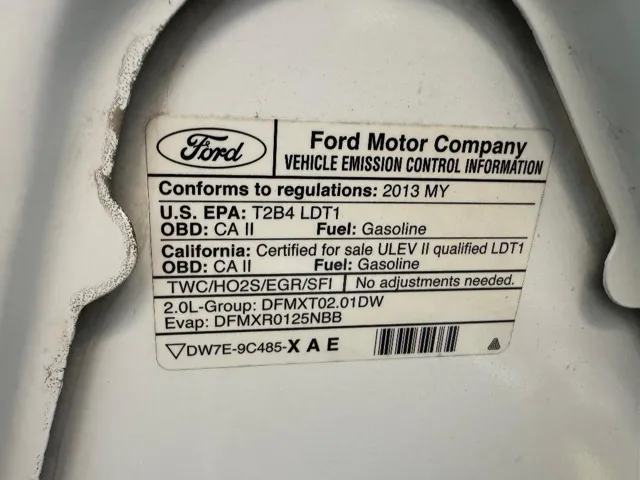 Ford
Ford Motor Company
VEHICLE EMISSION CONTROL INFORMATION
Conforms to regulations: 2013 MY
U.S. EPA: T2B4 LDT1
OBD: CA II Fuel: Gasoline
California: Certified for sale ULEV II qualified LDT1
OBD: CA II Fuel: Gasoline
TWC/HO2S/EGR/SFI No adjustments needed.
2.0L-Group: DFMXT02.01DW
Evap: DFMXR0125NBB
DW7E-9C485-XAE